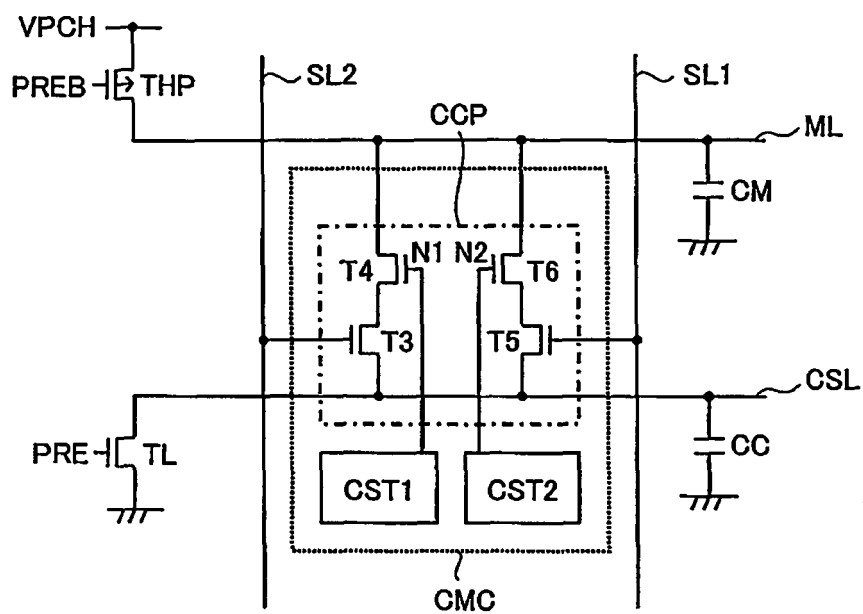 VPCH
PREB THP
SL2
SL1
CCP
ML
CM
N1 N2
T4 T6
T3 T5
CSL
PRE TL
CC
CST1 CST2
CMC